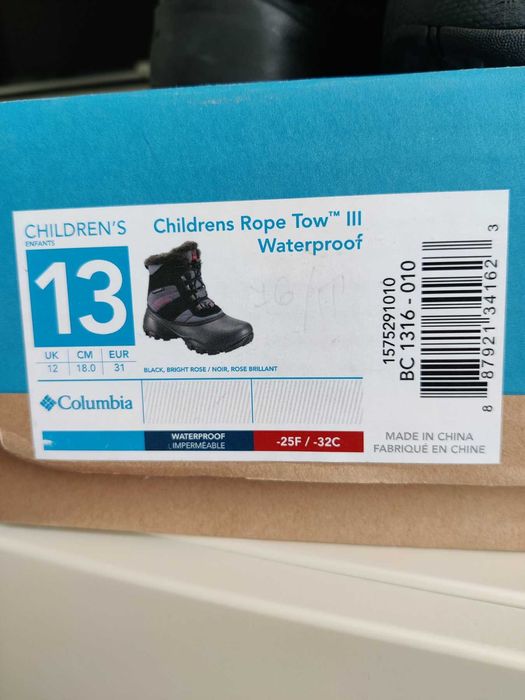 CHILDREN'S
ENFANTS
13
UK CM EUR
12 18.0 31
Childrens Rope Tow™ III
Waterproof
BLACK, BRIGHT ROSE / NOIR, ROSE BRILLANT
Columbia
WATERPROOF
IMPERMÉABLE
-25F / -32C
1575291010
BC 1316 - 010
8 87921 34162 3
MADE IN CHINA
FABRIQUÉ EN CHINE